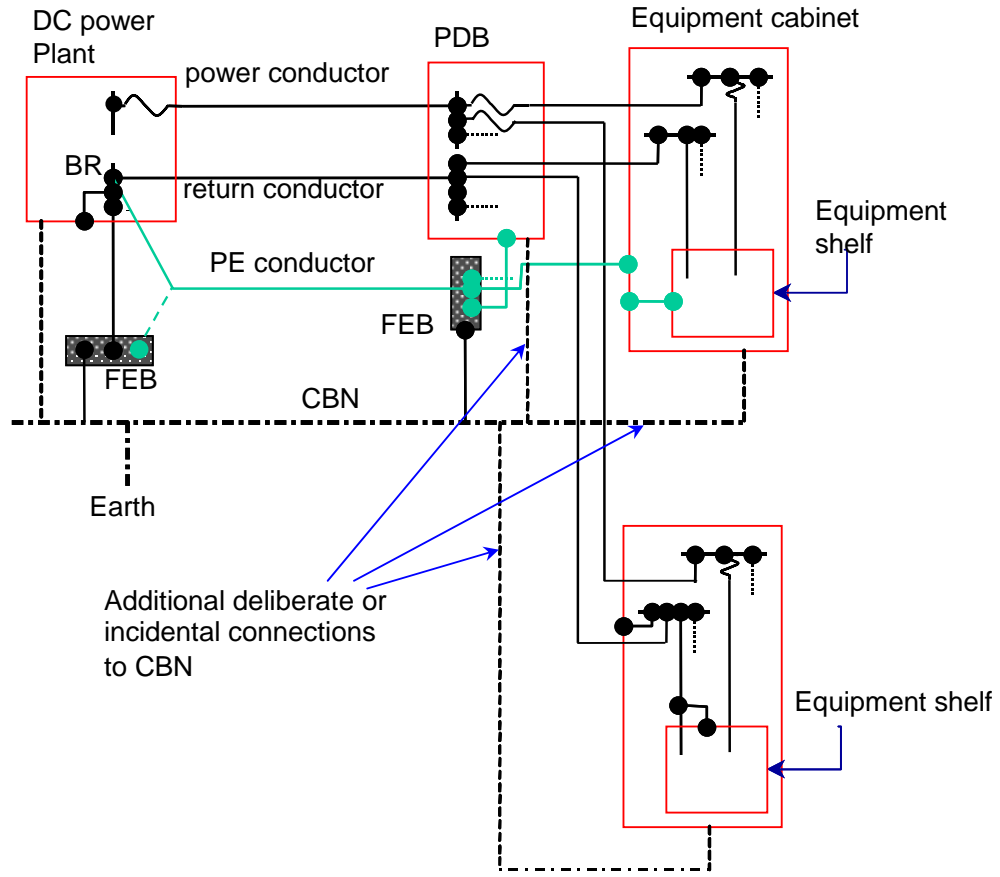 DC power
Plant
PDB
Equipment cabinet
power conductor
BR
return conductor
Equipment
shelf
PE conductor
FEB
FEB
CBN
Earth
Additional deliberate or
incidental connections
to CBN
Equipment shelf